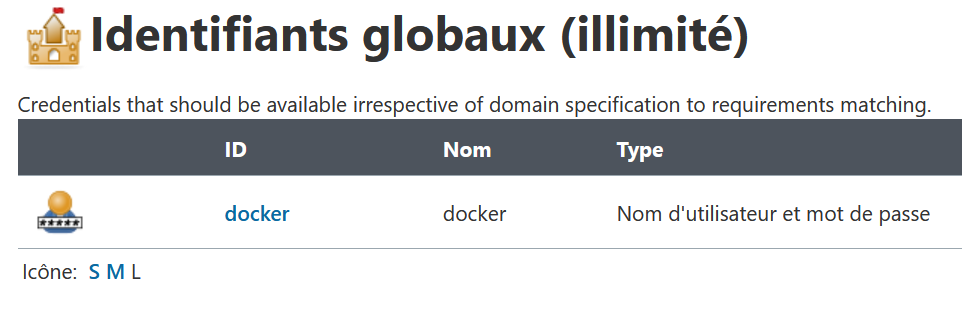 Identifiants globaux (illimité)
Credentials that should be available irrespective of domain specification to requirements matching.
ID Nom Type
docker docker Nom d'utilisateur et mot de passe
Icône: S M L